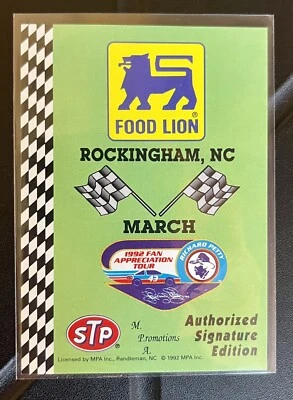 FOOD LION®
ROCKINGHAM, NC
MARCH
1992 FAN
APPRECIATION
TOUR
RICHARD PETTY
43
STP®
M.
Promotions
A.
Authorized
Signature
Edition
Licensed by MPA Inc., Randleman, NC © 1992 MPA Inc.